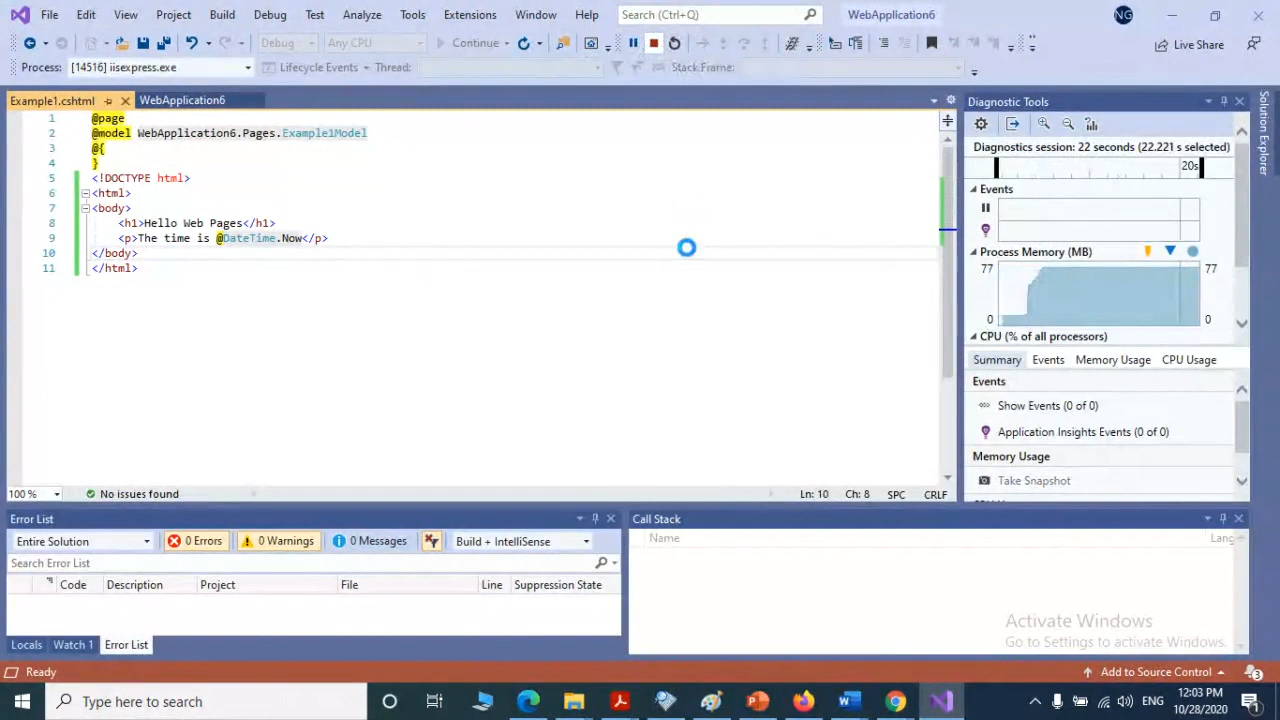 File Edit View Project Build Debug Test Analyze Tools Extensions Window Help Search (Ctrl+Q) WebApplication6 NG
Debug Any CPU Continue Live Share
Process: [14516] iisexpress.exe Lifecycle Events Thread: Stack Frame:
Example1.cshtml WebApplication6
1 @page
2 @model WebApplication6.Pages.Example1Model
3 @{
4 }
5 <!DOCTYPE html>
6 <html>
7 <body>
8 <h1>Hello Web Pages</h1>
9 <p>The time is @DateTime.Now</p>
10 </body>
11 </html>
100 % No issues found Ln: 10 Ch: 8 SPC CRLF
Diagnostic Tools
Diagnostics session: 22 seconds (22.221 s selected)
20s
Events
Process Memory (MB)
77 77
0 0
CPU (% of all processors)
Summary Events Memory Usage CPU Usage
Events
Show Events (0 of 0)
Application Insights Events (0 of 0)
Memory Usage
Take Snapshot
Solution Explorer
Error List
Entire Solution 0 Errors 0 Warnings 0 Messages Build + IntelliSense
Search Error List
Code Description Project File Line Suppression State
Locals Watch 1 Error List
Call Stack
Name Lang
Activate Windows
Go to Settings to activate Windows.
Ready Add to Source Control 3
Type here to search ENG 12:03 PM
10/28/2020 1